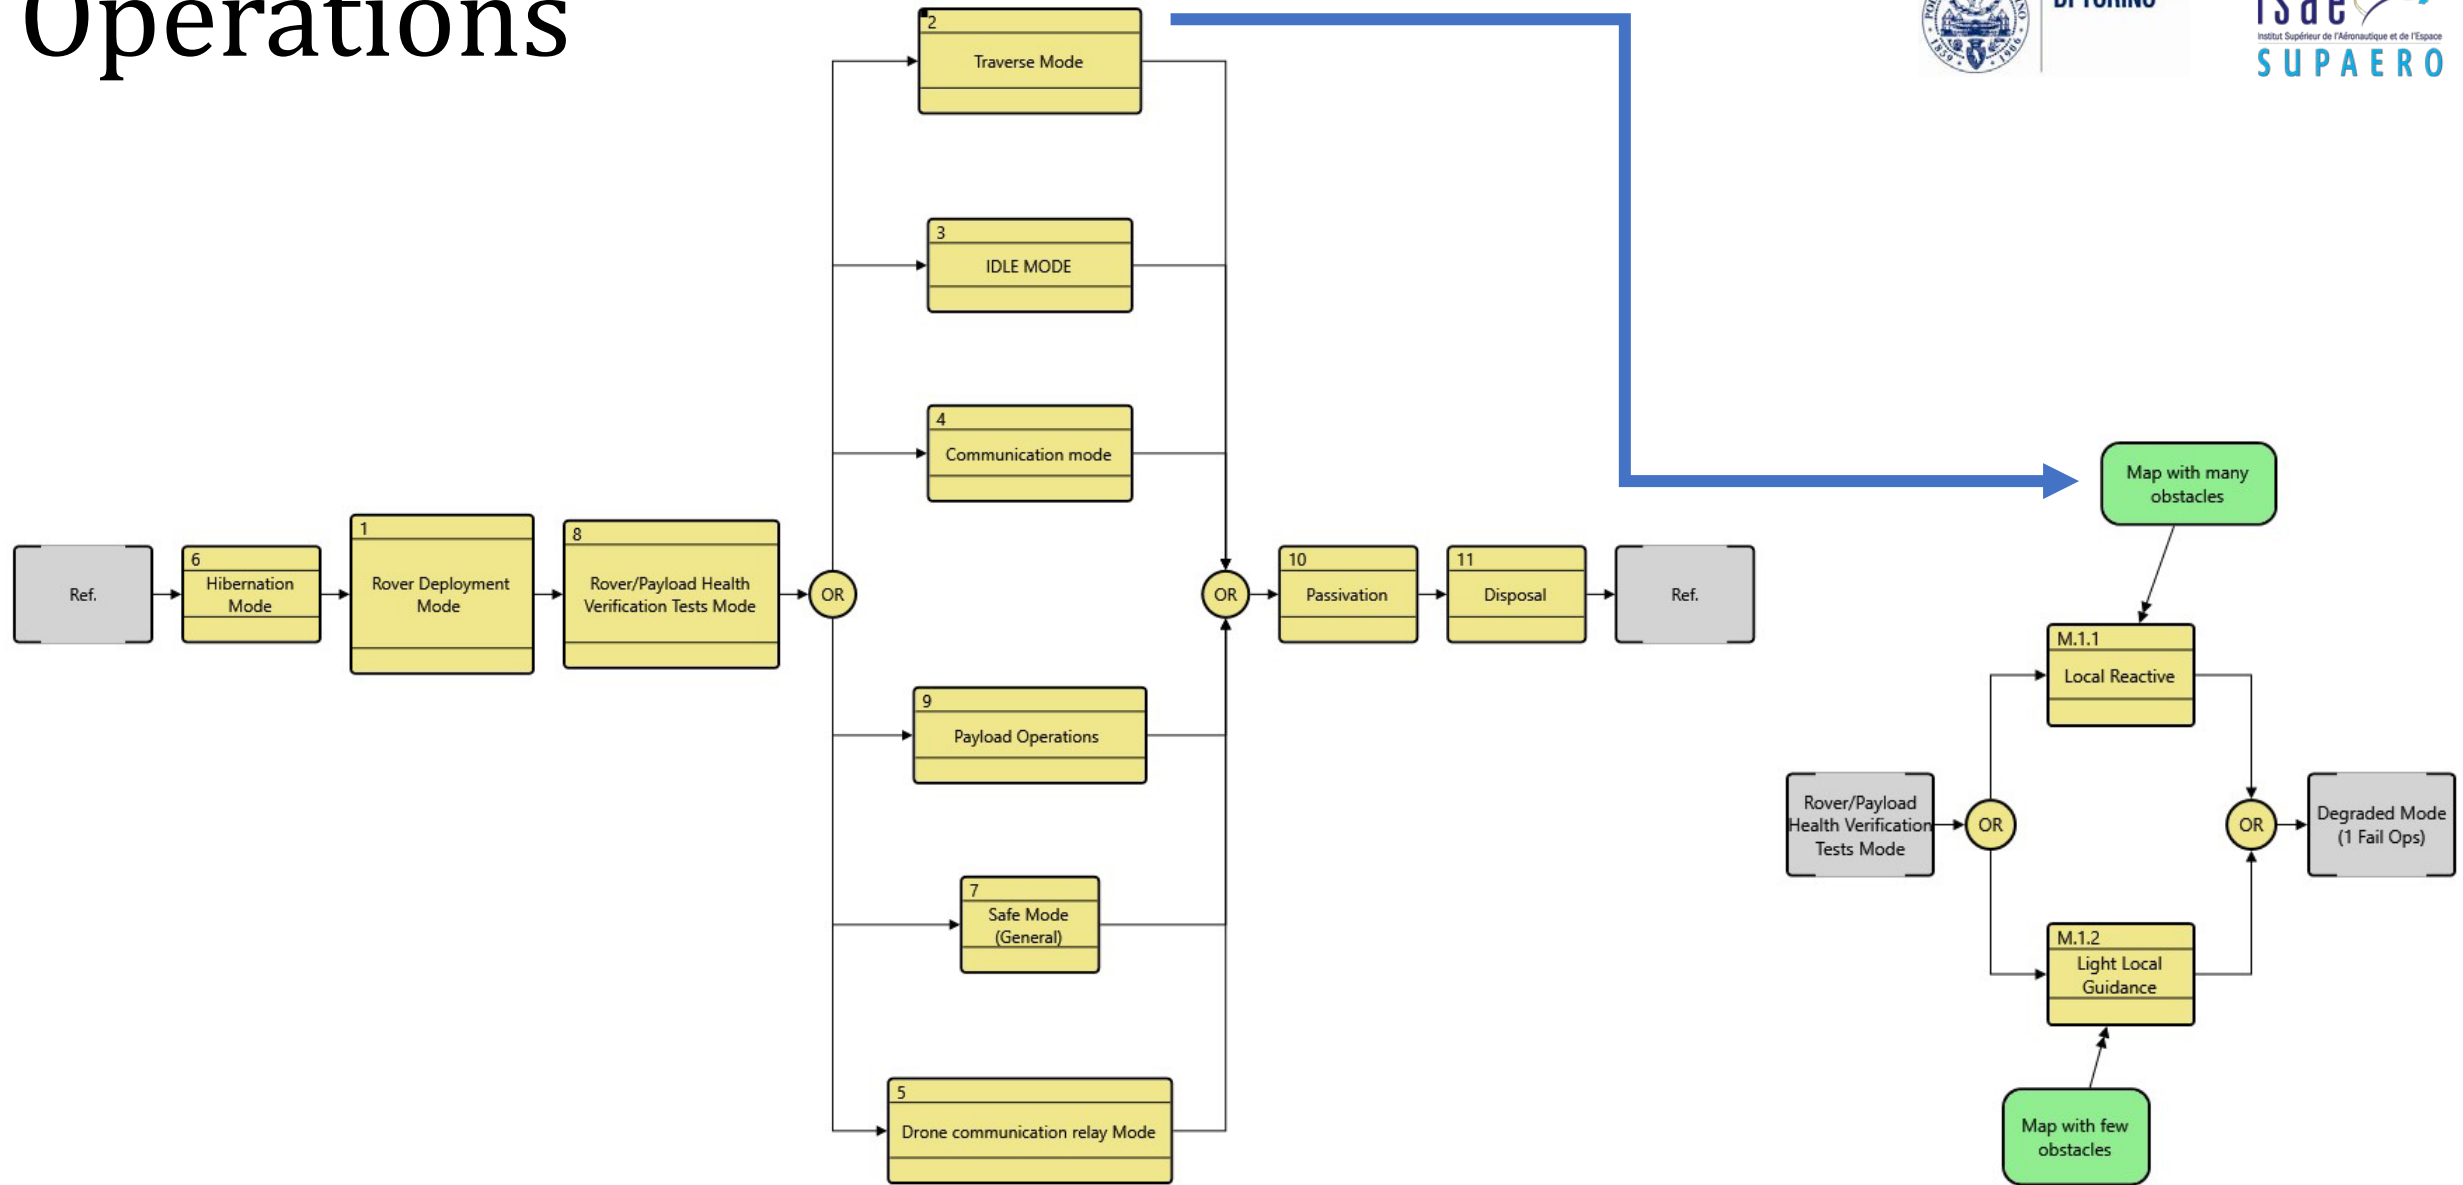 Operations
DI TORINO
isae
Institut Supérieur de l'Aéronautique et de l'Espace
SUPAERO
2
Traverse Mode
3
IDLE MODE
4
Communication mode
Ref.
6
Hibernation
Mode
1
Rover Deployment
Mode
8
Rover/Payload Health
Verification Tests Mode
OR
9
Payload Operations
7
Safe Mode
(General)
5
Drone communication relay Mode
OR
10
Passivation
11
Disposal
Ref.
Map with many
obstacles
M.1.1
Local Reactive
Rover/Payload
Health Verification
Tests Mode
OR
OR
Degraded Mode
(1 Fail Ops)
M.1.2
Light Local
Guidance
Map with few
obstacles